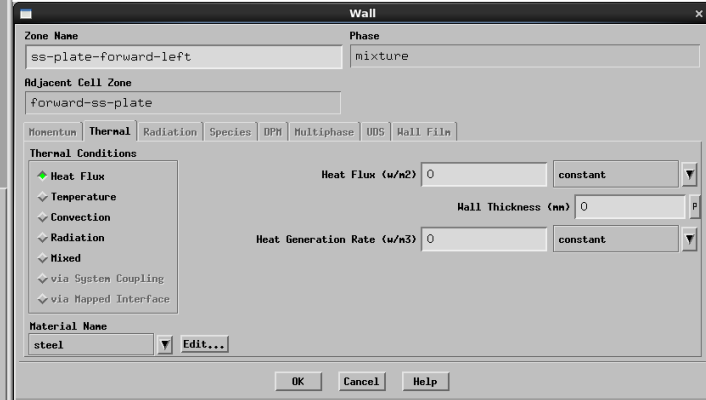 Wall
Zone Name
Phase
ss-plate-forward-left
mixture
Adjacent Cell Zone
forward-ss-plate
Momentum Thermal Radiation Species DPM Multiphase UDS Wall Film
Thermal Conditions
Heat Flux
Heat Flux (w/m2) 0 constant
Temperature
Wall Thickness (mm) 0 P
Convection
Radiation
Heat Generation Rate (w/m3) 0 constant
Mixed
via System Coupling
via Mapped Interface
Material Name
steel Edit...
OK Cancel Help